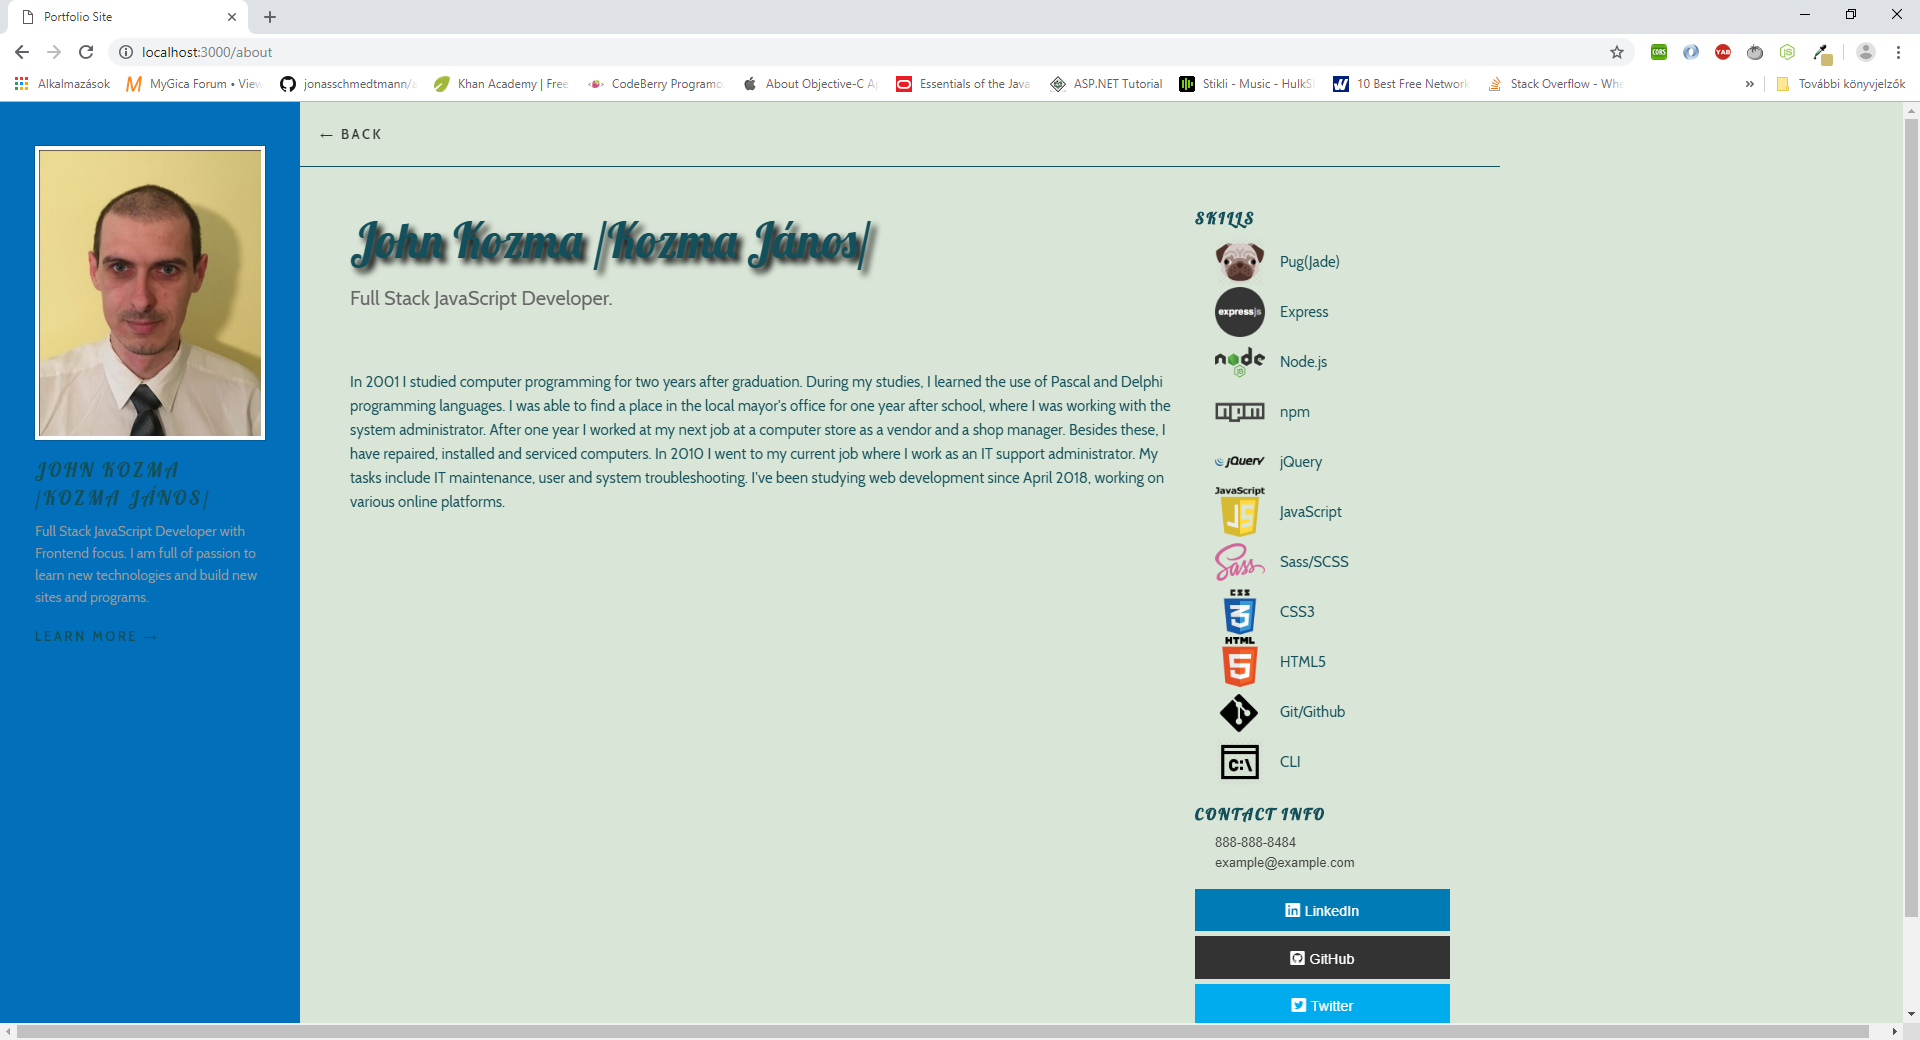 Portfolio Site
localhost:3000/about
CORS
YAB
Alkalmazások
MyGica Forum • View
jonasschmedtmann/a
Khan Academy | Free
CodeBerry Programo
About Objective-C Ap
Essentials of the Java
ASP.NET Tutorial
Stikli - Music - HulkS
10 Best Free Network
Stack Overflow - Whe
» További könyvjelzők
← BACK
JOHN KOZMA
/KOZMA JÁNOS/
Full Stack JavaScript Developer with
Frontend focus. I am full of passion to
learn new technologies and build new
sites and programs.
LEARN MORE →
John Kozma /Kozma János/
Full Stack JavaScript Developer.
In 2001 I studied computer programming for two years after graduation. During my studies, I learned the use of Pascal and Delphi
programming languages. I was able to find a place in the local mayor's office for one year after school, where I was working with the
system administrator. After one year I worked at my next job at a computer store as a vendor and a shop manager. Besides these, I
have repaired, installed and serviced computers. In 2010 I went to my current job where I work as an IT support administrator. My
tasks include IT maintenance, user and system troubleshooting. I've been studying web development since April 2018, working on
various online platforms.
SKILLS
Pug(Jade)
expressjs
Express
node
JS
Node.js
npm
npm
jQuery
jQuery
JavaScript
JS
JavaScript
Sass
Sass/SCSS
CSS
3
CSS3
HTML
5
HTML5
Git/Github
C:\
CLI
CONTACT INFO
888-888-8484
example@example.com
in LinkedIn
GitHub
Twitter